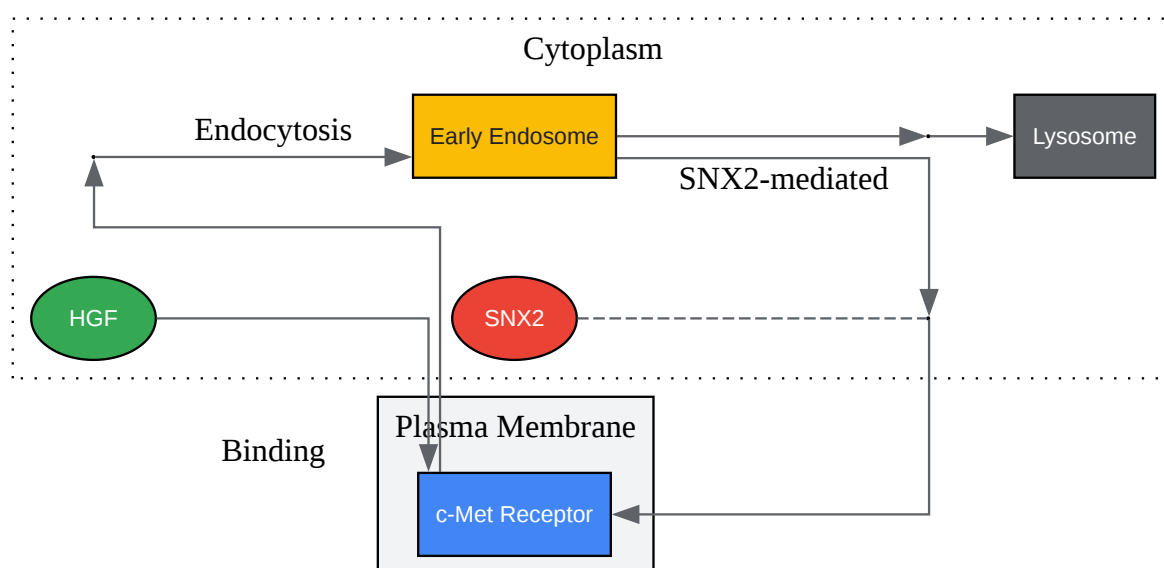 Cytoplasm
Endocytosis
Early Endosome
Lysosome
SNX2-mediated
HGF
SNX2
Plasma Membrane
Binding
c-Met Receptor